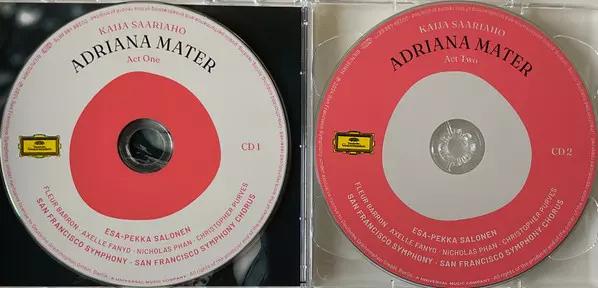 KAIJA SAARIAHO
ADRIANA MATER
Act One
CD 1
FLEUR BARRON · AXELLE FANYO · NICHOLAS PHAN · CHRISTOPHER PURVES
ESA-PEKKA SALONEN
SAN FRANCISCO SYMPHONY · SAN FRANCISCO SYMPHONY CHORUS
KAIJA SAARIAHO
ADRIANA MATER
Act Two
CD 2
FLEUR BARRON · AXELLE FANYO · NICHOLAS PHAN · CHRISTOPHER PURVES
ESA-PEKKA SALONEN
SAN FRANCISCO SYMPHONY · SAN FRANCISCO SYMPHONY CHORUS